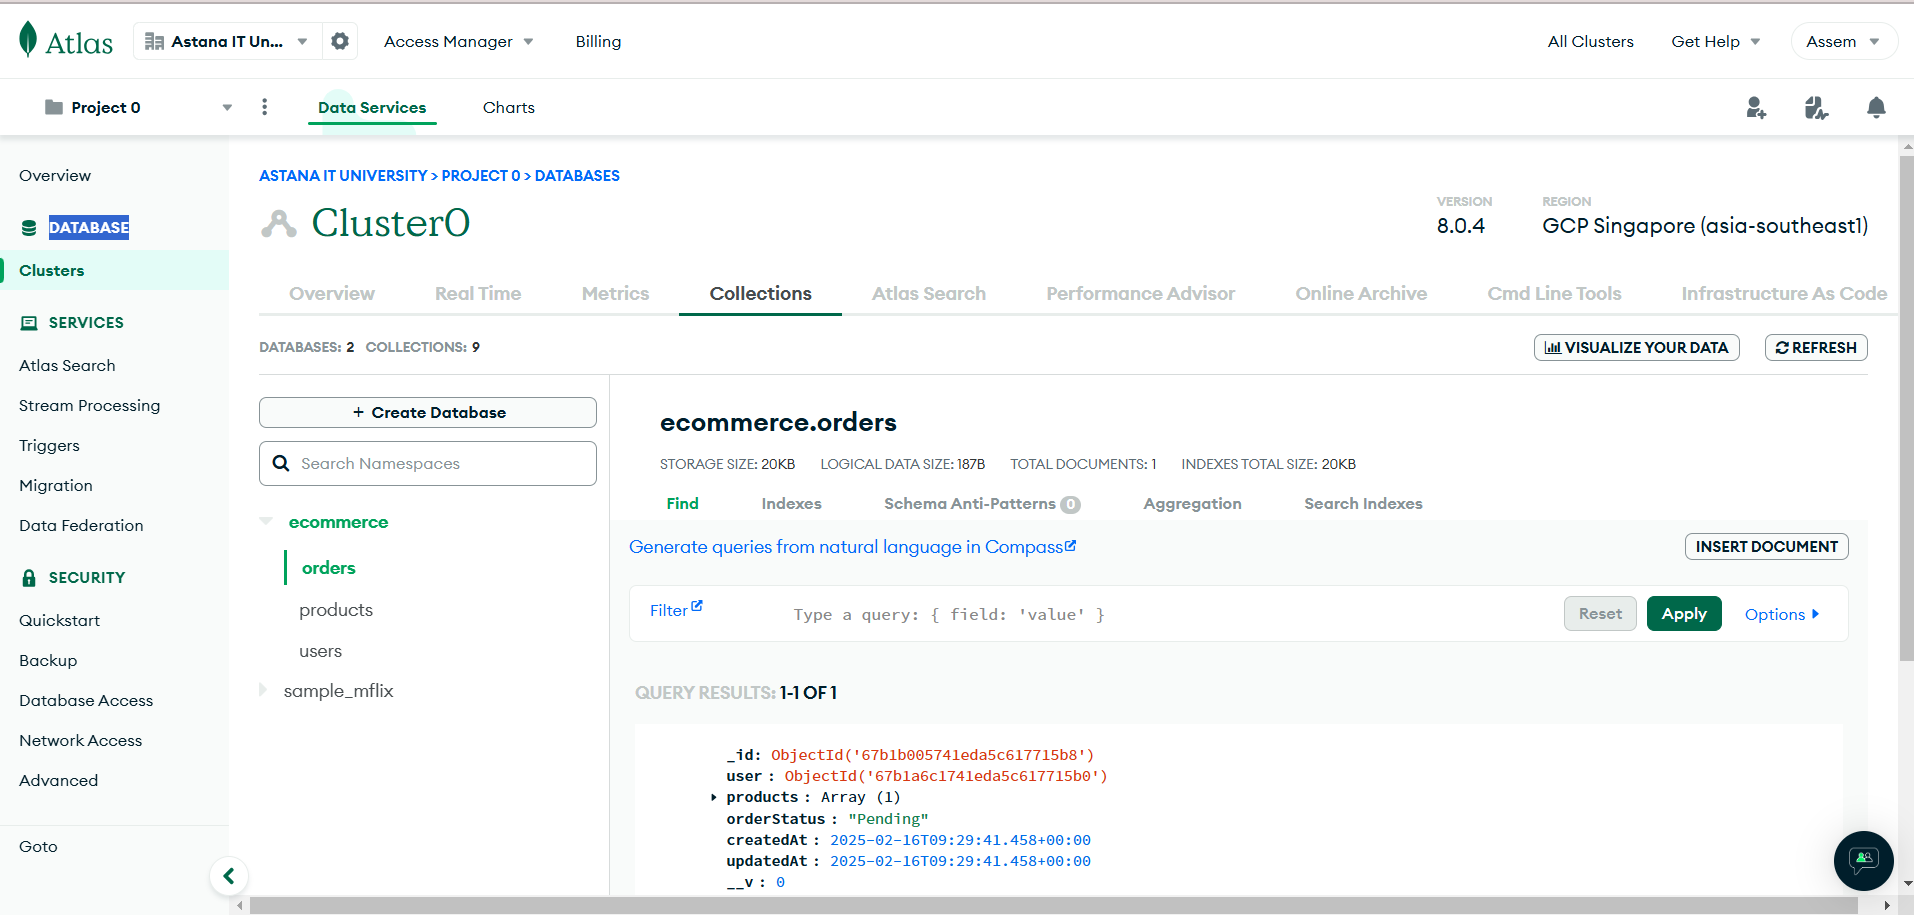 Atlas
Astana IT Un...
Access Manager
Billing
All Clusters
Get Help
Assem
Project 0
Data Services
Charts
Overview
DATABASE
Clusters
SERVICES
Atlas Search
Stream Processing
Triggers
Migration
Data Federation
SECURITY
Quickstart
Backup
Database Access
Network Access
Advanced
Goto
ASTANA IT UNIVERSITY > PROJECT 0 > DATABASES
Cluster0
VERSION
8.0.4
REGION
GCP Singapore (asia-southeast1)
Overview
Real Time
Metrics
Collections
Atlas Search
Performance Advisor
Online Archive
Cmd Line Tools
Infrastructure As Code
DATABASES: 2 COLLECTIONS: 9
VISUALIZE YOUR DATA
REFRESH
+ Create Database
Search Namespaces
ecommerce
orders
products
users
sample_mflix
ecommerce.orders
STORAGE SIZE: 20KB LOGICAL DATA SIZE: 187B TOTAL DOCUMENTS: 1 INDEXES TOTAL SIZE: 20KB
Find
Indexes
Schema Anti-Patterns 0
Aggregation
Search Indexes
Generate queries from natural language in Compass
INSERT DOCUMENT
Filter
Type a query: { field: 'value' }
Reset
Apply
Options
QUERY RESULTS: 1-1 OF 1
_id: ObjectId('67b1b005741eda5c617715b8')
user : ObjectId('67b1a6c1741eda5c617715b0')
products : Array (1)
orderStatus : "Pending"
createdAt : 2025-02-16T09:29:41.458+00:00
updatedAt : 2025-02-16T09:29:41.458+00:00
__v : 0